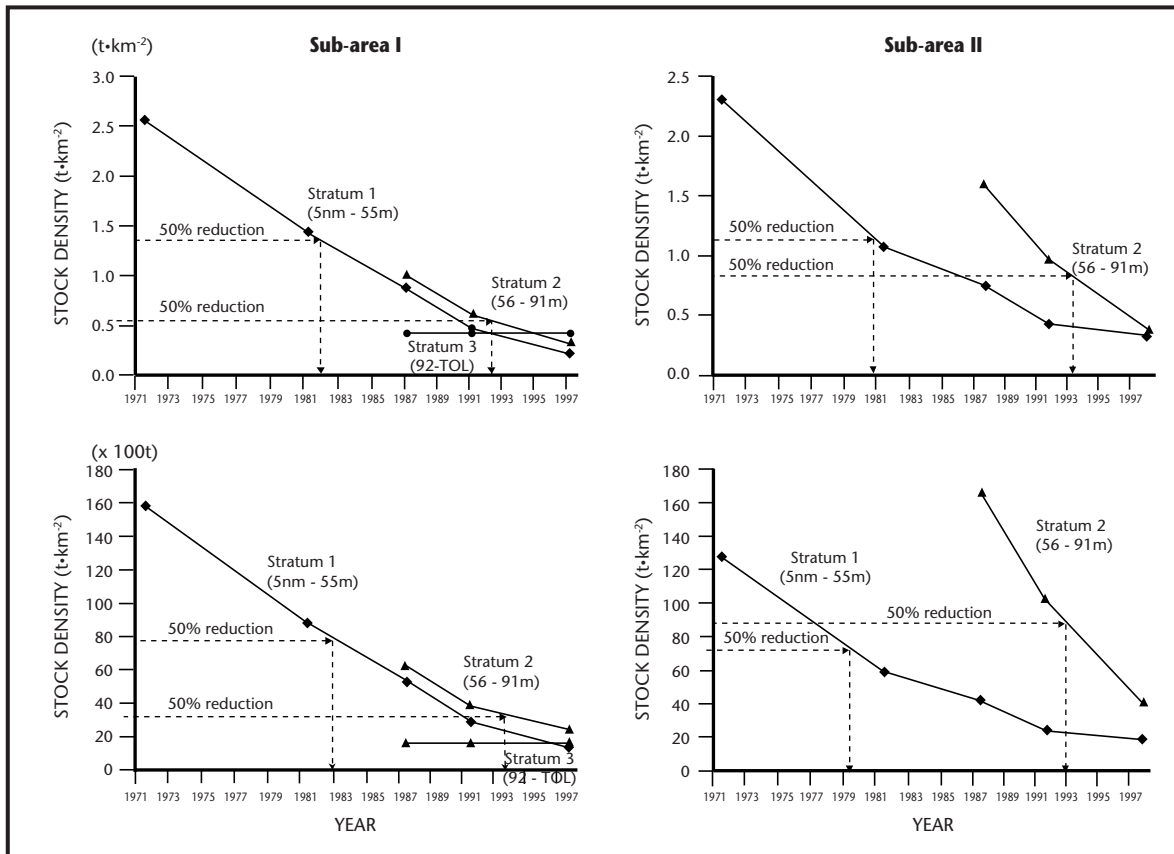 (t•km-2)
Sub-area I
STOCK DENSITY (t•km-2)
3.0
2.5
2.0
1.5
1.0
0.5
0.0
Stratum 1
(5nm - 55m)
50% reduction
Stratum 2
(56 - 91m)
50% reduction
Stratum 3
(92-TOL)
1971 1973 1975 1977 1979 1981 1983 1985 1987 1989 1991 1993 1995 1997
Sub-area II
STOCK DENSITY (t•km-2)
2.5
2.0
1.5
1.0
0.5
0.0
50% reduction
Stratum 2
(56 - 91m)
50% reduction
1971 1973 1975 1977 1979 1981 1983 1985 1987 1989 1991 1993 1995 1997
(x 100t)
STOCK DENSITY (t•km-2)
180
160
140
120
100
80
60
40
20
0
Stratum 1
(5nm - 55m)
50% reduction
Stratum 2
(56 - 91m)
50% reduction
Stratum 3
(92 - TOL)
1971 1973 1975 1977 1979 1981 1983 1985 1987 1989 1991 1993 1995 1997
YEAR
STOCK DENSITY (t•km-2)
180
160
140
120
100
80
60
40
20
0
Stratum 2
(56 - 91m)
Stratum 1
(5nm - 55m)
50% reduction
50% reduction
1971 1973 1975 1977 1979 1981 1983 1985 1987 1989 1991 1993 1995 1997
YEAR